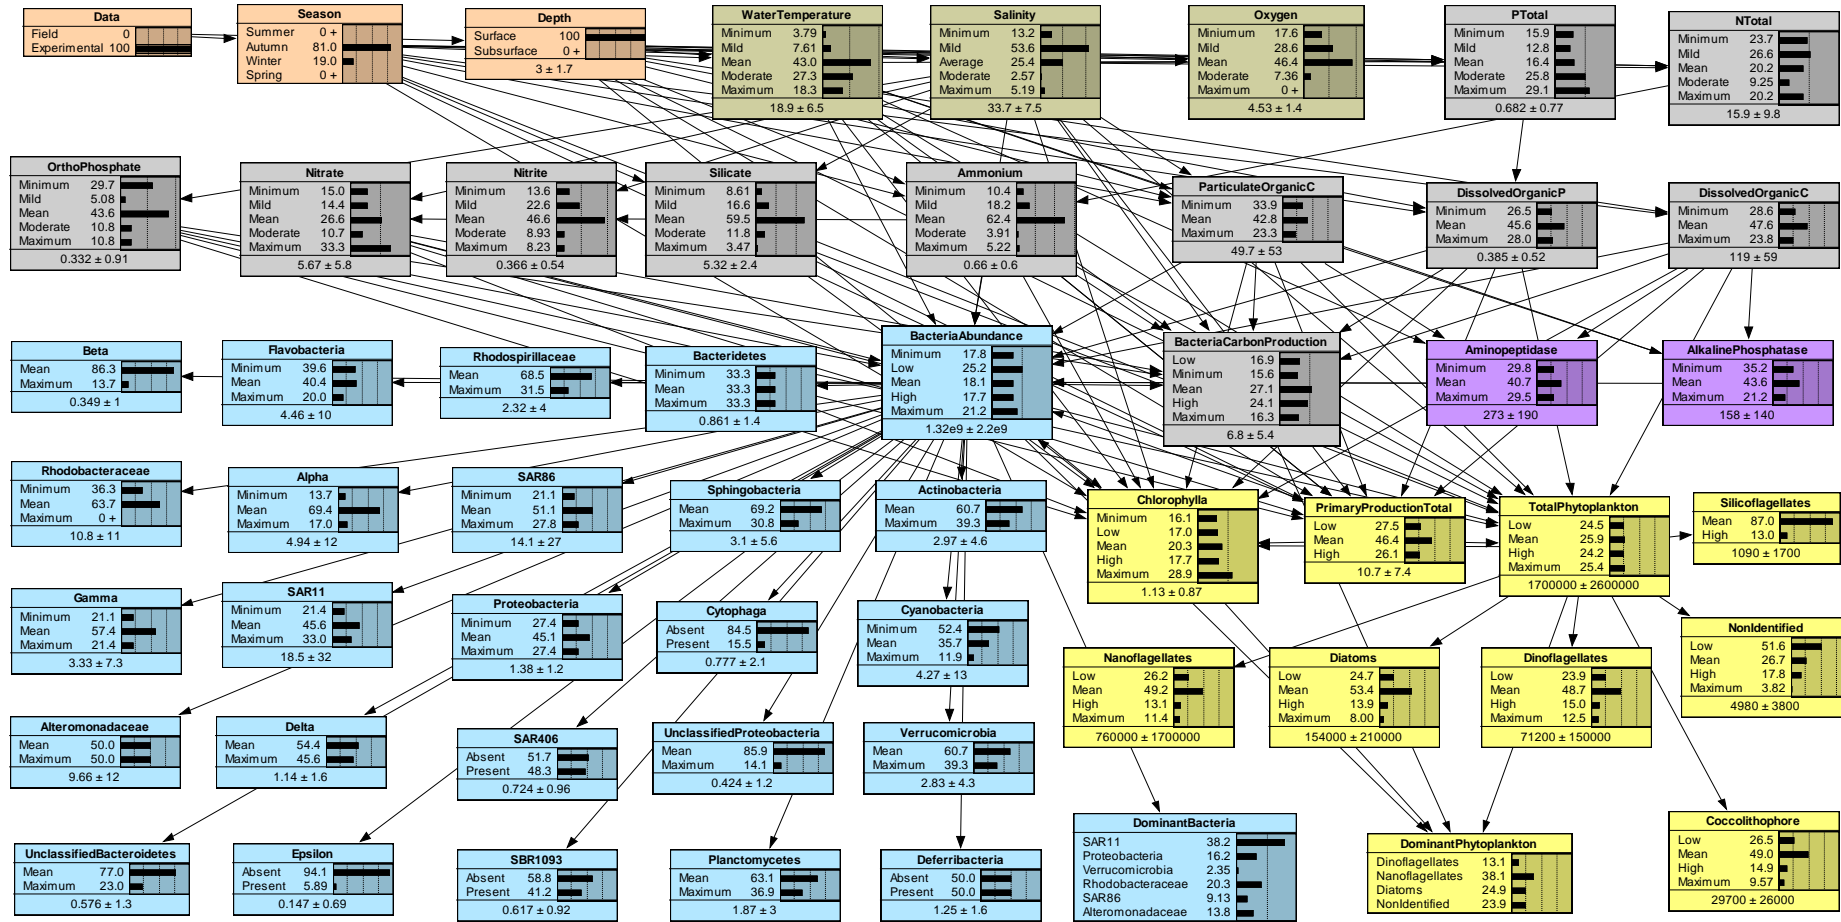 Data
Field 0
Experimental 100
Season
Summer 0 +
Autumn 81.0
Winter 19.0
Spring 0 +
Depth
Surface 100
Subsurface 0 +
3 ± 1.7
WaterTemperature
Minimum 3.79
Mild 7.61
Mean 43.0
Moderate 27.3
Maximum 18.3
18.9 ± 6.5
Salinity
Minimum 13.2
Mild 53.6
Average 25.4
Moderate 2.57
Maximum 5.19
33.7 ± 7.5
Oxygen
Minimum 17.6
Mild 28.6
Mean 46.4
Moderate 7.36
Maximum 0 +
4.53 ± 1.4
PTotal
Minimum 15.9
Mild 12.8
Mean 16.4
Moderate 25.8
Maximum 29.1
0.682 ± 0.77
NTotal
Minimum 23.7
Mild 26.6
Mean 20.2
Moderate 9.25
Maximum 20.2
15.9 ± 9.8
OrthoPhosphate
Minimum 29.7
Mild 5.08
Mean 43.6
Moderate 10.8
Maximum 10.8
0.332 ± 0.91
Nitrate
Minimum 15.0
Mild 14.4
Mean 26.6
Moderate 10.7
Maximum 33.3
5.67 ± 5.8
Nitrite
Minimum 13.6
Mild 22.6
Mean 46.6
Moderate 8.93
Maximum 8.23
0.366 ± 0.54
Silicate
Minimum 8.61
Mild 16.6
Mean 59.5
Moderate 11.8
Maximum 3.47
5.32 ± 2.4
Ammonium
Minimum 10.4
Mild 18.2
Mean 62.4
Moderate 3.91
Maximum 5.22
0.66 ± 0.6
ParticulateOrganicC
Minimum 33.9
Mean 42.8
Maximum 23.3
49.7 ± 53
DissolvedOrganicP
Minimum 26.5
Mean 45.6
Maximum 28.0
0.385 ± 0.52
DissolvedOrganicC
Minimum 28.6
Mean 47.6
Maximum 23.8
119 ± 59
Beta
Mean 86.3
Maximum 13.7
0.349 ± 1
Flavobacteria
Minimum 39.6
Mean 40.4
Maximum 20.0
4.46 ± 10
Rhodospirillaceae
Mean 68.5
Maximum 31.5
2.32 ± 4
Bacteridetes
Minimum 33.3
Mean 33.3
Maximum 33.3
0.861 ± 1.4
BacteriaAbundance
Minimum 17.8
Low 25.2
Mean 18.1
High 17.7
Maximum 21.2
1.32e9 ± 2.2e9
BacteriaCarbonProduction
Low 16.9
Minimum 15.6
Mean 27.1
High 24.1
Maximum 16.3
6.8 ± 5.4
Aminopeptidase
Minimum 29.8
Mean 40.7
Maximum 29.5
273 ± 190
AlkalinePhosphatase
Minimum 35.2
Mean 43.6
Maximum 21.2
158 ± 140
Rhodobacteraceae
Minimum 36.3
Mean 63.7
Maximum 0 +
10.8 ± 11
Alpha
Minimum 13.7
Mean 69.4
Maximum 17.0
4.94 ± 12
SAR86
Minimum 21.1
Mean 51.1
Maximum 27.8
14.1 ± 27
Sphingobacteria
Mean 69.2
Maximum 30.8
3.1 ± 5.6
Actinobacteria
Mean 60.7
Maximum 39.3
2.97 ± 4.6
Chlorophylla
Minimum 16.1
Low 17.0
Mean 20.3
High 17.7
Maximum 28.9
1.13 ± 0.87
PrimaryProductionTotal
Low 27.5
Mean 46.4
High 26.1
10.7 ± 7.4
TotalPhytoplankton
Low 24.5
Mean 25.9
High 24.2
Maximum 25.4
1700000 ± 2600000
Silicoflagellates
Mean 87.0
High 13.0
1090 ± 1700
Gamma
Minimum 21.1
Mean 57.4
Maximum 21.4
3.33 ± 7.3
SAR11
Minimum 21.4
Mean 45.6
Maximum 33.0
18.5 ± 32
Proteobacteria
Minimum 27.4
Mean 45.1
Maximum 27.4
1.38 ± 1.2
Cytophaga
Absent 84.5
Present 15.5
0.777 ± 2.1
Cyanobacteria
Minimum 52.4
Mean 35.7
Maximum 11.9
4.27 ± 13
Nanoflagellates
Low 26.2
Mean 49.2
High 13.1
Maximum 11.4
760000 ± 1700000
Diatoms
Low 24.7
Mean 53.4
High 13.9
Maximum 8.00
154000 ± 210000
Dinoflagellates
Low 23.9
Mean 48.7
High 15.0
Maximum 12.5
71200 ± 150000
NonIdentified
Low 51.6
Mean 26.7
High 17.8
Maximum 3.82
4980 ± 3800
Alteromonadaceae
Mean 50.0
Maximum 50.0
9.66 ± 12
Delta
Mean 54.4
Maximum 45.6
1.14 ± 1.6
SAR406
Absent 51.7
Present 48.3
0.724 ± 0.96
UnclassifiedProteobacteria
Mean 85.9
Maximum 14.1
0.424 ± 1.2
Verrucomicrobia
Mean 60.7
Maximum 39.3
2.83 ± 4.3
UnclassifiedBacteroidetes
Mean 77.0
Maximum 23.0
0.576 ± 1.3
Epsilon
Absent 94.1
Present 5.89
0.147 ± 0.69
SBR1093
Absent 58.8
Present 41.2
0.617 ± 0.92
Planctomycetes
Mean 63.1
Maximum 36.9
1.87 ± 3
Deferribacteria
Absent 50.0
Present 50.0
1.25 ± 1.6
DominantBacteria
SAR11 38.2
Proteobacteria 16.2
Verrucomicrobia 2.35
Rhodobacteraceae 20.3
SAR86 9.13
Alteromonadaceae 13.8
DominantPhytoplankton
Dinoflagellates 13.1
Nanoflagellates 38.1
Diatoms 24.9
NonIdentified 23.9
Coccolithophore
Low 26.5
Mean 49.0
High 14.9
Maximum 9.57
29700 ± 26000